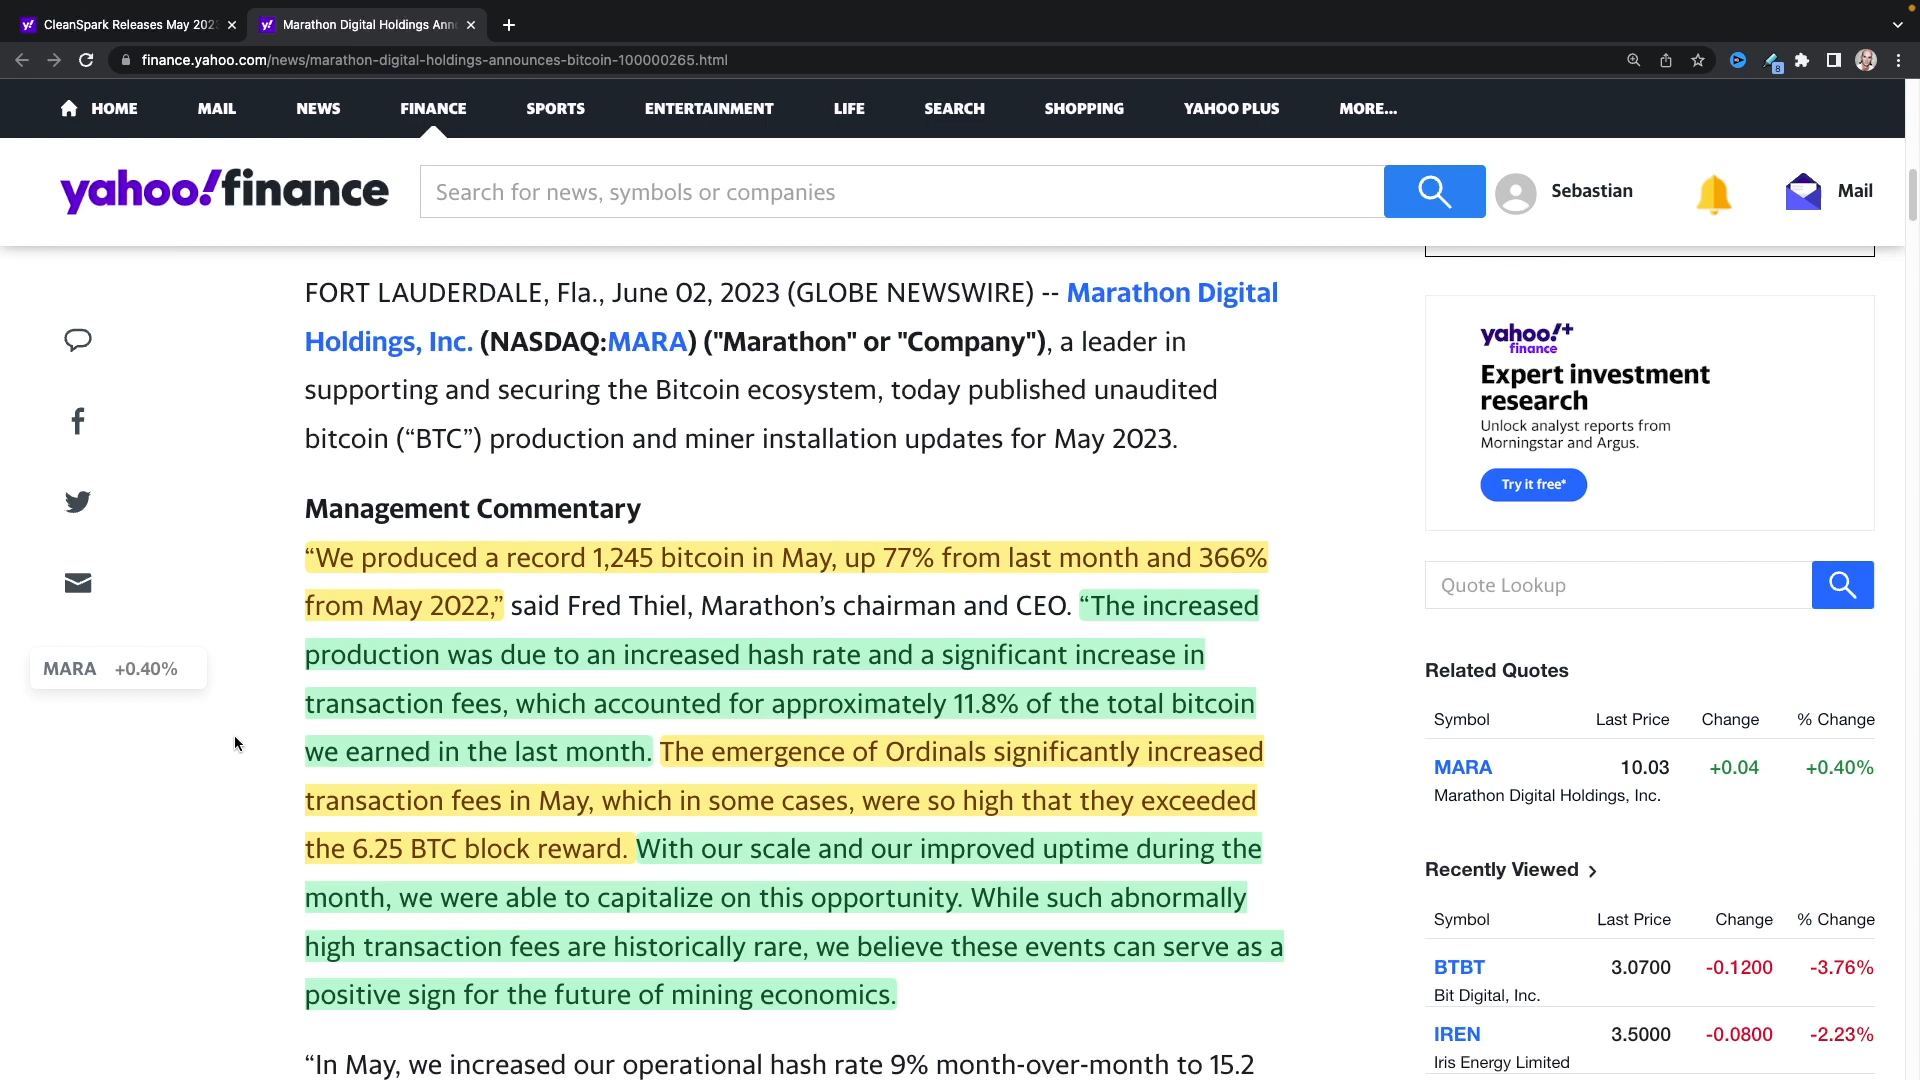 CleanSpark Releases May 202
Marathon Digital Holdings Ann
finance.yahoo.com/news/marathon-digital-holdings-announces-bitcoin-100000265.html
8
HOME MAIL NEWS FINANCE SPORTS ENTERTAINMENT LIFE SEARCH SHOPPING YAHOO PLUS MORE...
yahoo!finance
Search for news, symbols or companies
Sebastian
Mail
FORT LAUDERDALE, Fla., June 02, 2023 (GLOBE NEWSWIRE) -- Marathon Digital
Holdings, Inc. (NASDAQ:MARA) ("Marathon" or "Company"), a leader in
supporting and securing the Bitcoin ecosystem, today published unaudited
bitcoin (“BTC”) production and miner installation updates for May 2023.
Management Commentary
“We produced a record 1,245 bitcoin in May, up 77% from last month and 366%
from May 2022,” said Fred Thiel, Marathon’s chairman and CEO. “The increased
production was due to an increased hash rate and a significant increase in
transaction fees, which accounted for approximately 11.8% of the total bitcoin
we earned in the last month. The emergence of Ordinals significantly increased
transaction fees in May, which in some cases, were so high that they exceeded
the 6.25 BTC block reward. With our scale and our improved uptime during the
month, we were able to capitalize on this opportunity. While such abnormally
high transaction fees are historically rare, we believe these events can serve as a
positive sign for the future of mining economics.
“In May, we increased our operational hash rate 9% month-over-month to 15.2
MARA +0.40%
yahoo!+
finance
Expert investment
research
Unlock analyst reports from
Morningstar and Argus.
Try it free*
Quote Lookup
Related Quotes
Symbol Last Price Change % Change
MARA 10.03 +0.04 +0.40%
Marathon Digital Holdings, Inc.
Recently Viewed
Symbol Last Price Change % Change
BTBT 3.0700 -0.1200 -3.76%
Bit Digital, Inc.
IREN 3.5000 -0.0800 -2.23%
Iris Energy Limited